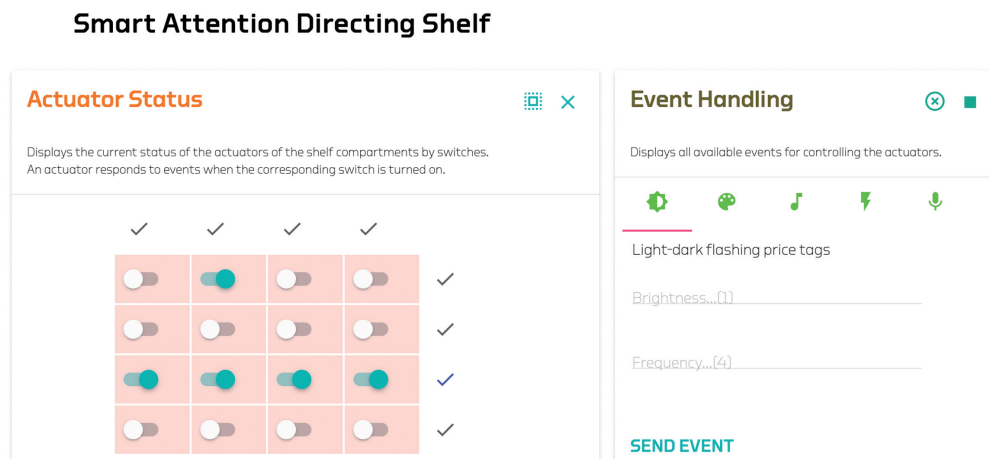 Smart Attention Directing Shelf
Actuator Status
Displays the current status of the actuators of the shelf compartments by switches.
An actuator responds to events when the corresponding switch is turned on.
Event Handling
Displays all available events for controlling the actuators.
Light-dark flashing price tags
Brightness...(1)
Frequency...(4)
SEND EVENT